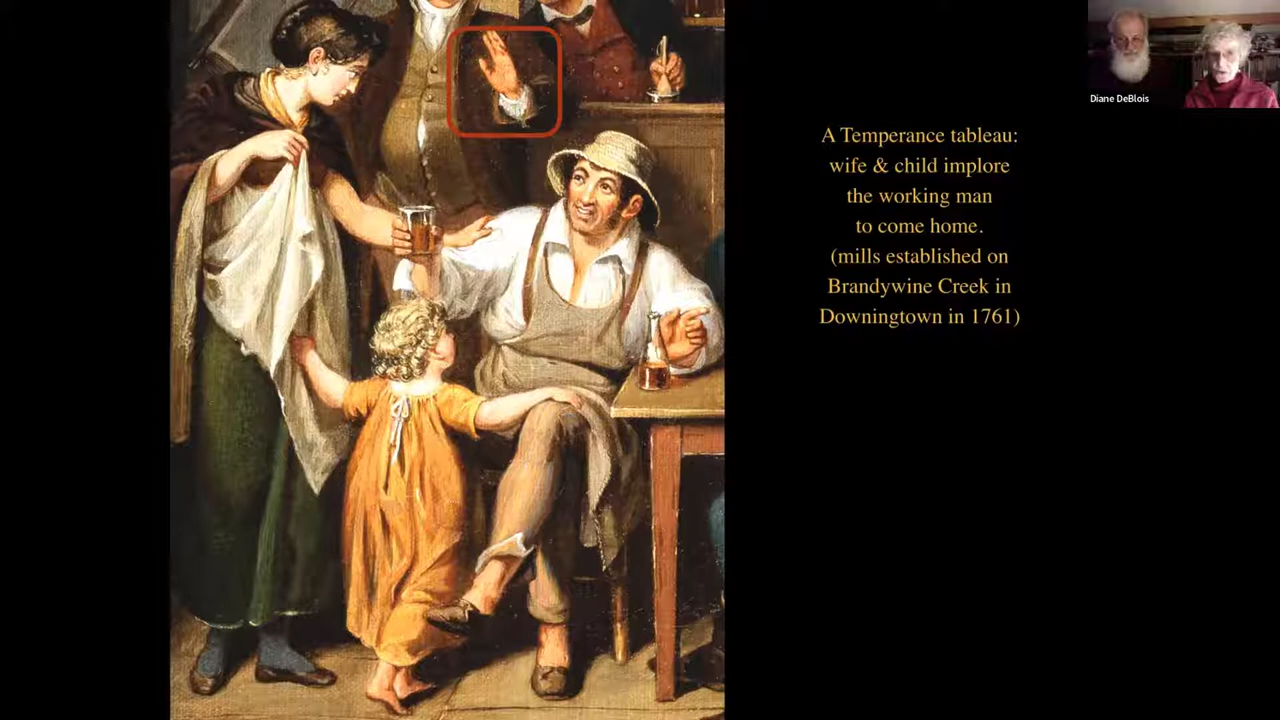 A Temperance tableau:
wife & child implore
the working man
to come home.
(mills established on
Brandywine Creek in
Downingtown in 1761)
Diane DeBlois